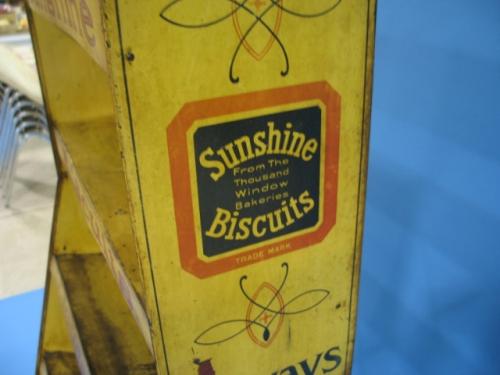 Sunshine
From The
Thousand
Window
Bakeries
Biscuits
TRADE MARK